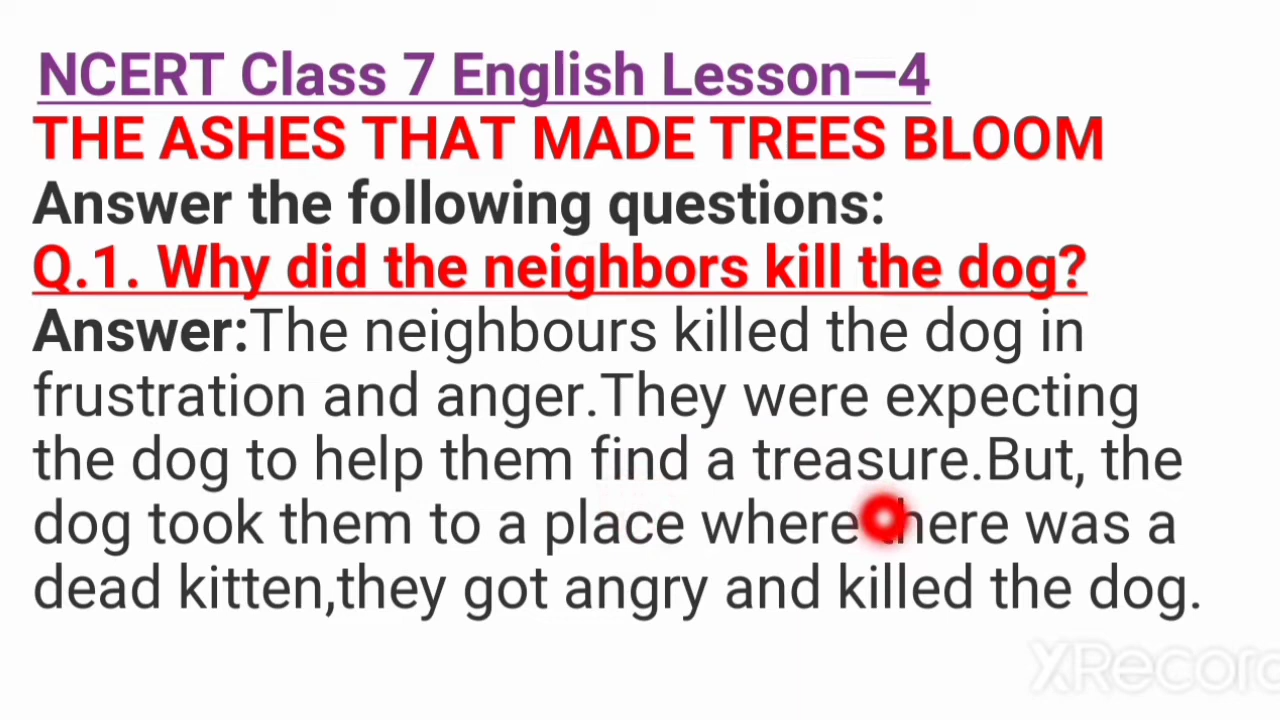 NCERT Class 7 English Lesson—4
THE ASHES THAT MADE TREES BLOOM
Answer the following questions:
Q.1. Why did the neighbors kill the dog?
Answer:The neighbours killed the dog in
frustration and anger.They were expecting
the dog to help them find a treasure.But, the
dog took them to a place where there was a
dead kitten,they got angry and killed the dog.
XRecord